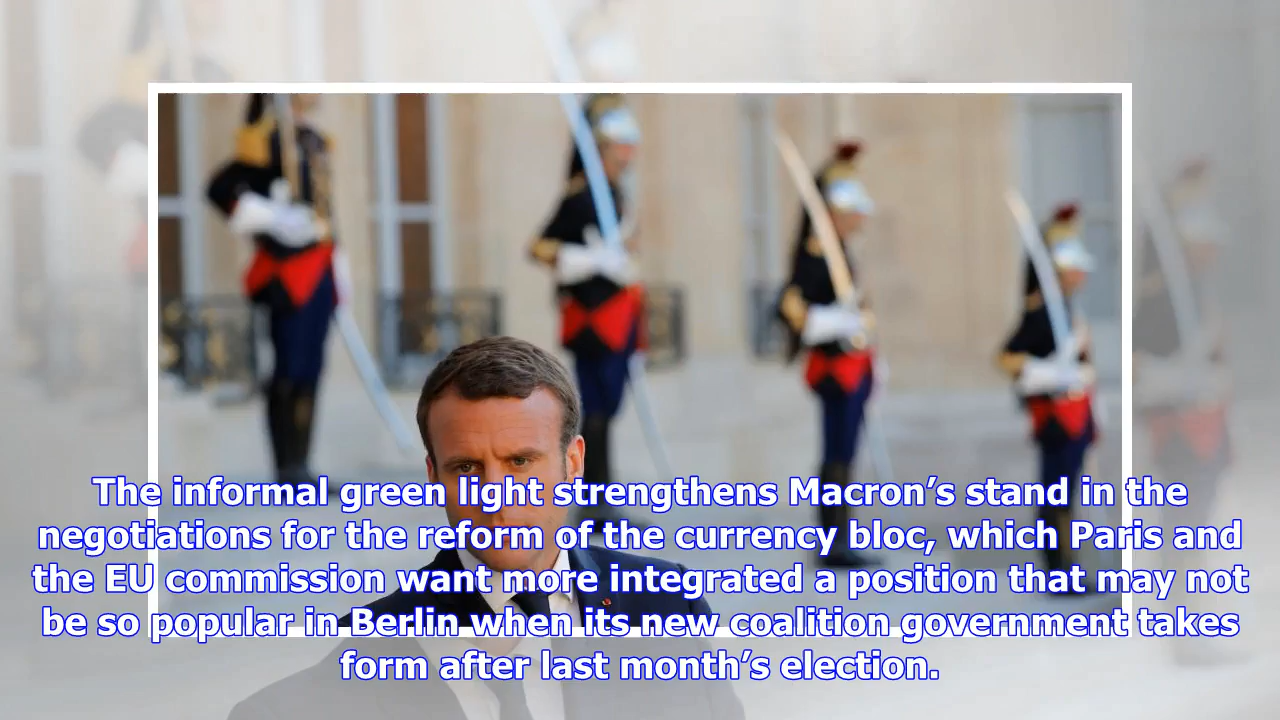 The informal green light strengthens Macron’s stand in the
negotiations for the reform of the currency bloc, which Paris and
the EU commission want more integrated a position that may not
be so popular in Berlin when its new coalition government takes
form after last month’s election.